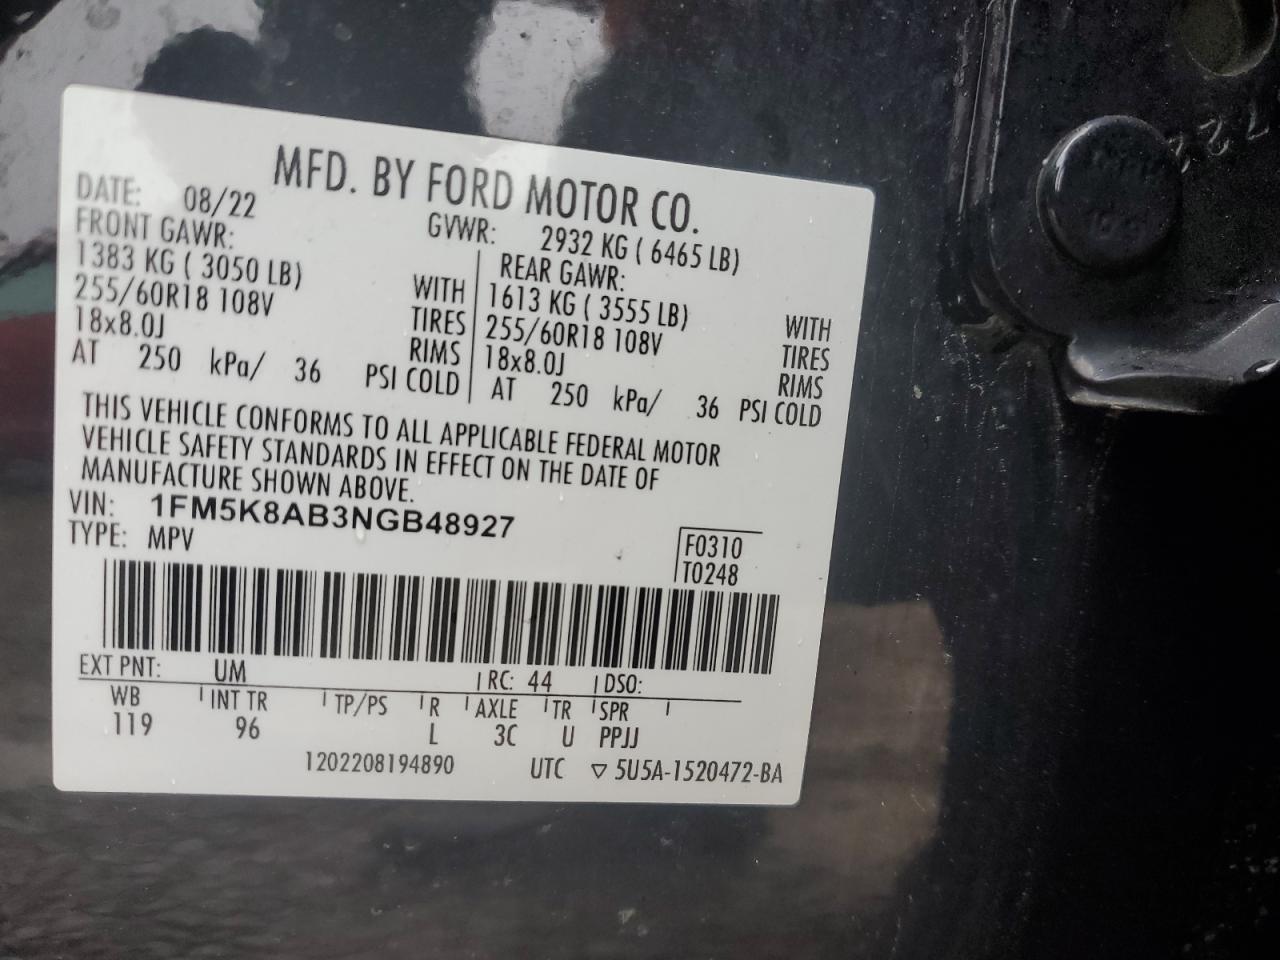 MFD. BY FORD MOTOR CO.
DATE: 08/22 GVWR: 2932 KG ( 6465 LB)
FRONT GAWR: REAR GAWR:
1383 KG ( 3050 LB) WITH 1613 KG ( 3555 LB) WITH
255/60R18 108V TIRES 255/60R18 108V TIRES
18x8.0J RIMS 18x8.0J RIMS
AT 250 kPa/ 36 PSI COLD AT 250 kPa/ 36 PSI COLD
THIS VEHICLE CONFORMS TO ALL APPLICABLE FEDERAL MOTOR
VEHICLE SAFETY STANDARDS IN EFFECT ON THE DATE OF
MANUFACTURE SHOWN ABOVE.
VIN: 1FM5K8AB3NGB48927
TYPE: MPV
F0310
T0248
EXT PNT: UM RC: 44 DSO:
WB INT TR TP/PS R AXLE TR SPR
119 96 L 3C U PPJJ
1202208194890 UTC ▽ 5U5A-1520472-BA